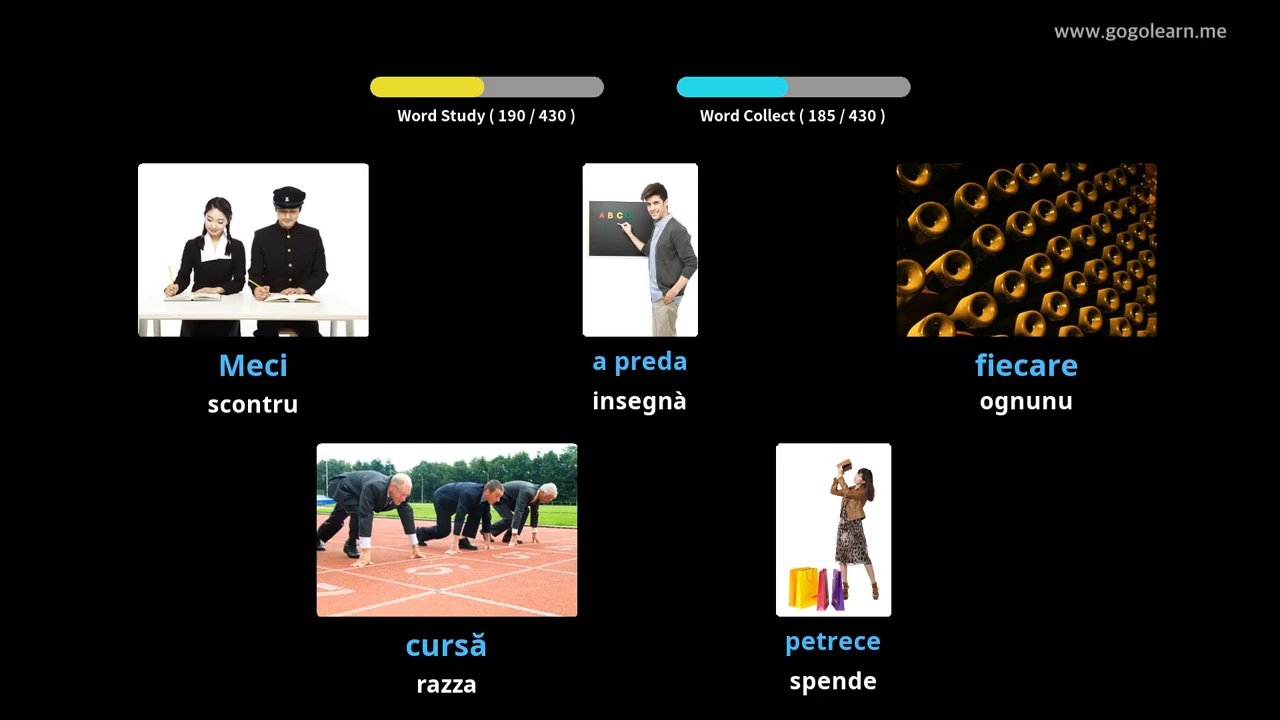 www.gogolearn.me
Word Study ( 190 / 430 )
Word Collect ( 185 / 430 )
A B C D
Meci
scontru
a preda
insegnà
fiecare
ognunu
cursă
razza
petrece
spende